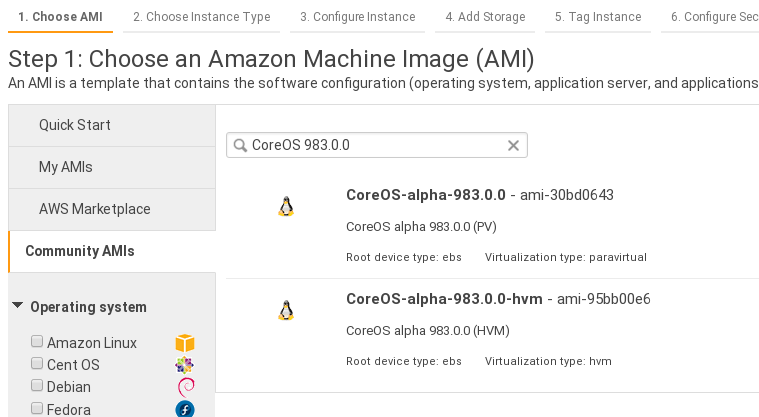 1. Choose AMI 2. Choose Instance Type 3. Configure Instance 4. Add Storage 5. Tag Instance 6. Configure Sec
Step 1: Choose an Amazon Machine Image (AMI)
An AMI is a template that contains the software configuration (operating system, application server, and applications
Quick Start
My AMIs
AWS Marketplace
Community AMIs
Operating system
Amazon Linux
Cent OS
Debian
Fedora
CoreOS 983.0.0
CoreOS-alpha-983.0.0 - ami-30bd0643
CoreOS alpha 983.0.0 (PV)
Root device type: ebs Virtualization type: paravirtual
CoreOS-alpha-983.0.0-hvm - ami-95bb00e6
CoreOS alpha 983.0.0 (HVM)
Root device type: ebs Virtualization type: hvm